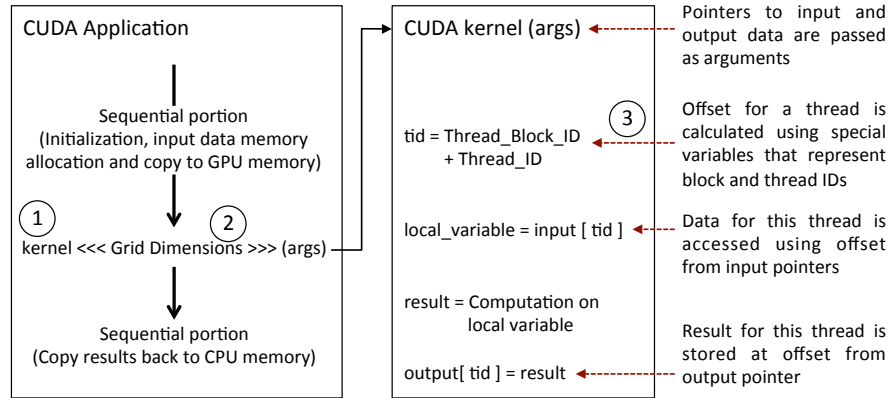 CUDA Application
Sequential portion
(Initialization, input data memory
allocation and copy to GPU memory)
1
2
kernel <<< Grid Dimensions >>> (args)
Sequential portion
(Copy results back to CPU memory)
CUDA kernel (args)
3
tid = Thread_Block_ID
+ Thread_ID
local_variable = input [ tid ]
result = Computation on
local variable
output[ tid ] = result
Pointers to input and
output data are passed
as arguments
Offset for a thread is
calculated using special
variables that represent
block and thread IDs
Data for this thread is
accessed using offset
from input pointers
Result for this thread is
stored at offset from
output pointer